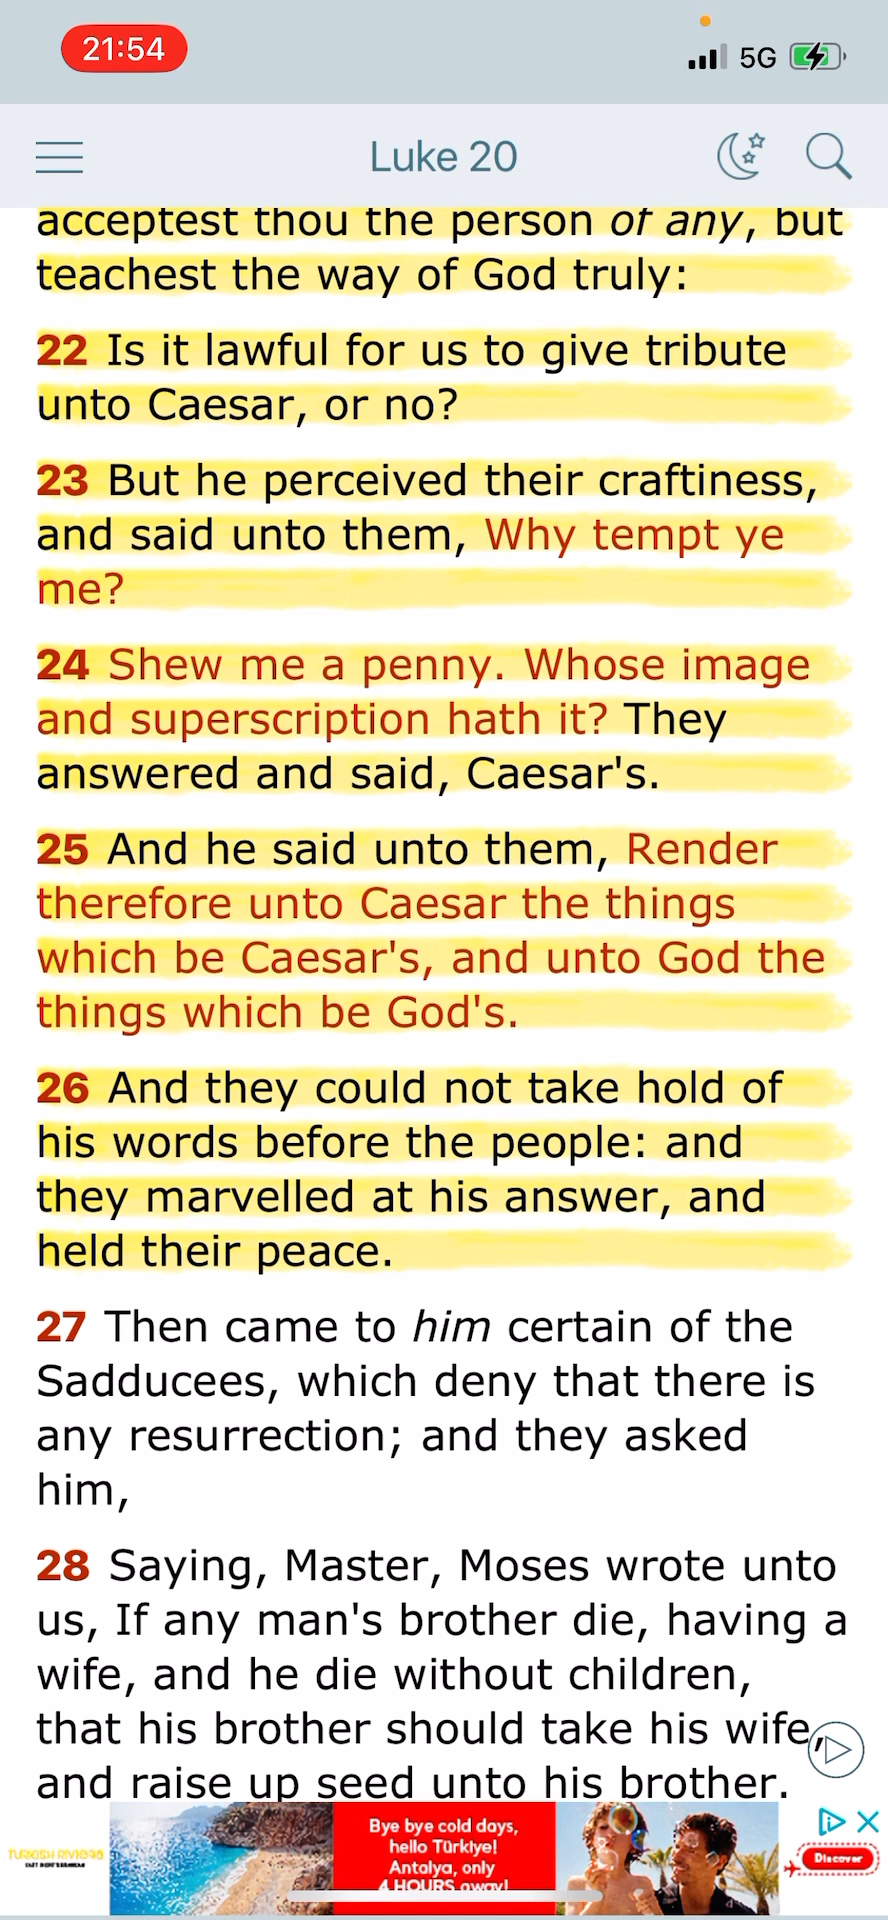 21:54
5G
Luke 20
acceptest thou the person of any, but
teachest the way of God truly:
22 Is it lawful for us to give tribute
unto Caesar, or no?
23 But he perceived their craftiness,
and said unto them, Why tempt ye
me?
24 Shew me a penny. Whose image
and superscription hath it? They
answered and said, Caesar's.
25 And he said unto them, Render
therefore unto Caesar the things
which be Caesar's, and unto God the
things which be God's.
26 And they could not take hold of
his words before the people: and
they marvelled at his answer, and
held their peace.
27 Then came to him certain of the
Sadducees, which deny that there is
any resurrection; and they asked
him,
28 Saying, Master, Moses wrote unto
us, If any man's brother die, having a
wife, and he die without children,
that his brother should take his wife,
and raise up seed unto his brother.
TURKISH RIVIERA
Bye bye cold days,
hello Türkiye!
Antalya, only
4 HOURS away!
Discover